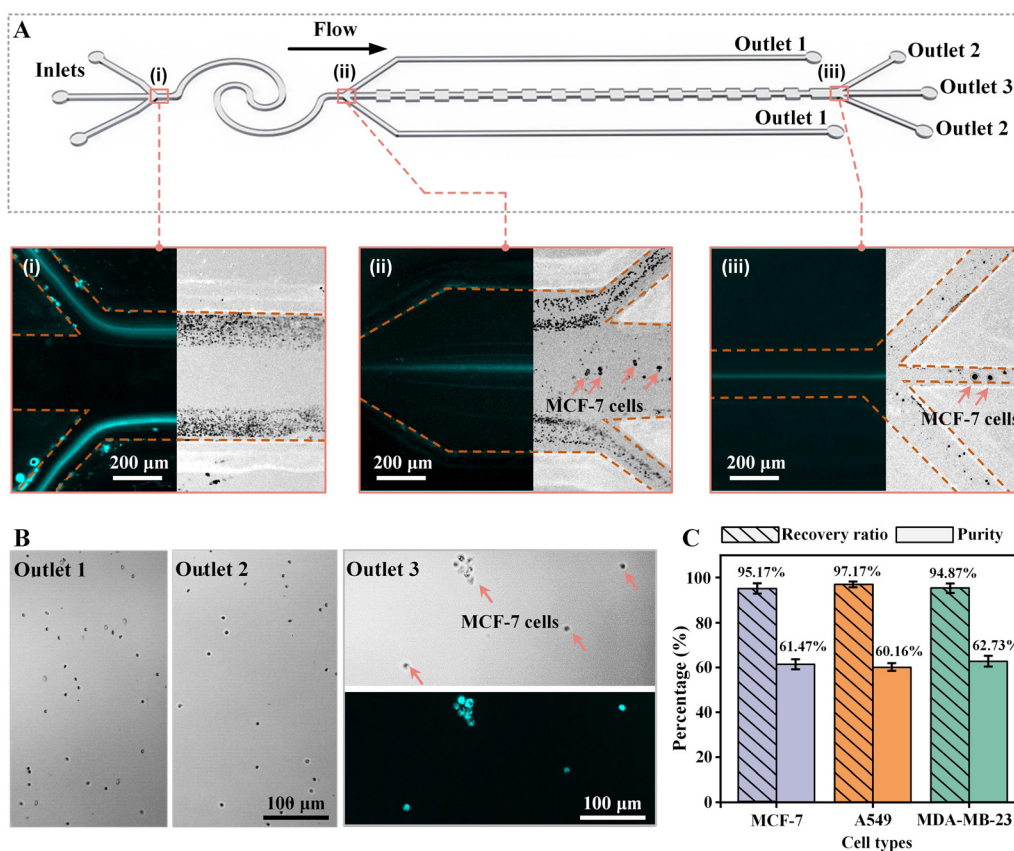 A
Flow
Outlet 1
Outlet 2
Inlets
(i)
(ii)
(iii)
Outlet 3
Outlet 1
Outlet 2
(i)
(ii)
(iii)
MCF-7 cells
MCF-7 cells
200 μm
200 μm
200 μm
B
Outlet 1
Outlet 2
Outlet 3
MCF-7 cells
100 μm
100 μm
C
Recovery ratio
Purity
95.17%
97.17%
94.87%
61.47%
60.16%
62.73%
Percentage (%)
100
80
60
40
20
0
MCF-7
A549
MDA-MB-23
Cell types